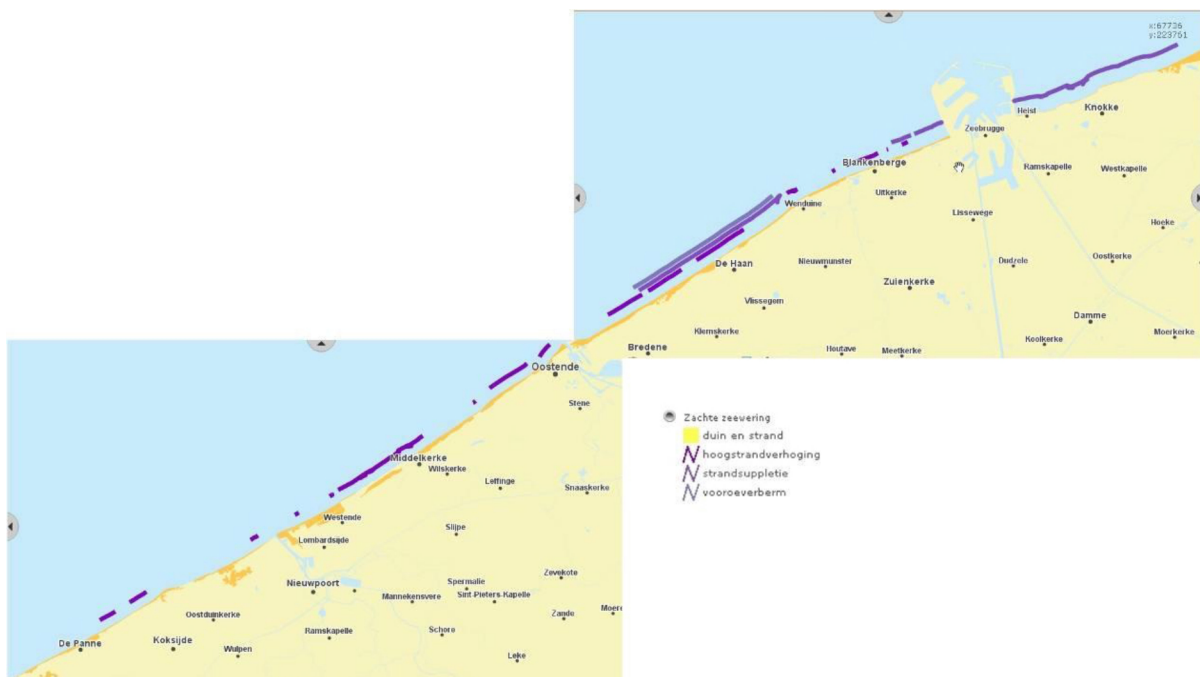 x:67726
y:223761
Heist
Knokke
Zeebrugge
Blankenberge
Ramskapelle
Westkapelle
Uitkerke
Wenduine
Lissewege
Hoeke
De Haan
Nieuwmunster
Dudzele
Oostkerke
Zuienkerke
Vlissegem
Damme
Klemskerke
Moerkerke
Bredene
Houtave
Meetkerke
Koolkerke
Oostende
Stene
Middelkerke
Wilskerke
Leffinge
Snaaskerke
Westende
Slijpe
Lombardsijde
Nieuwpoort
Zevekote
Spermalie
Mannekensvere
Sint-Pieters-Kapelle
Oostduinkerke
Zande
Moere
Ramskapelle
Schore
De Panne
Koksijde
Wulpen
Leke
Zachte zeewering
duin en strand
hoogstrandverhoging
strandsuppletie
vooroeverberm